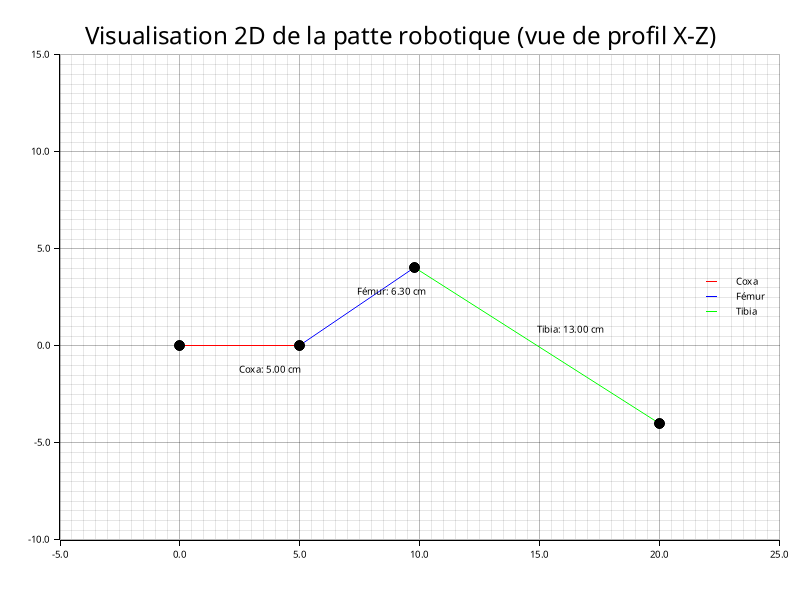 Visualisation 2D de la patte robotique (vue de profil X-Z)
15.0
10.0
5.0
0.0
-5.0
-10.0
Fémur: 6.30 cm
Tibia: 13.00 cm
Coxa: 5.00 cm
Coxa
Fémur
Tibia
-5.0 0.0 5.0 10.0 15.0 20.0 25.0